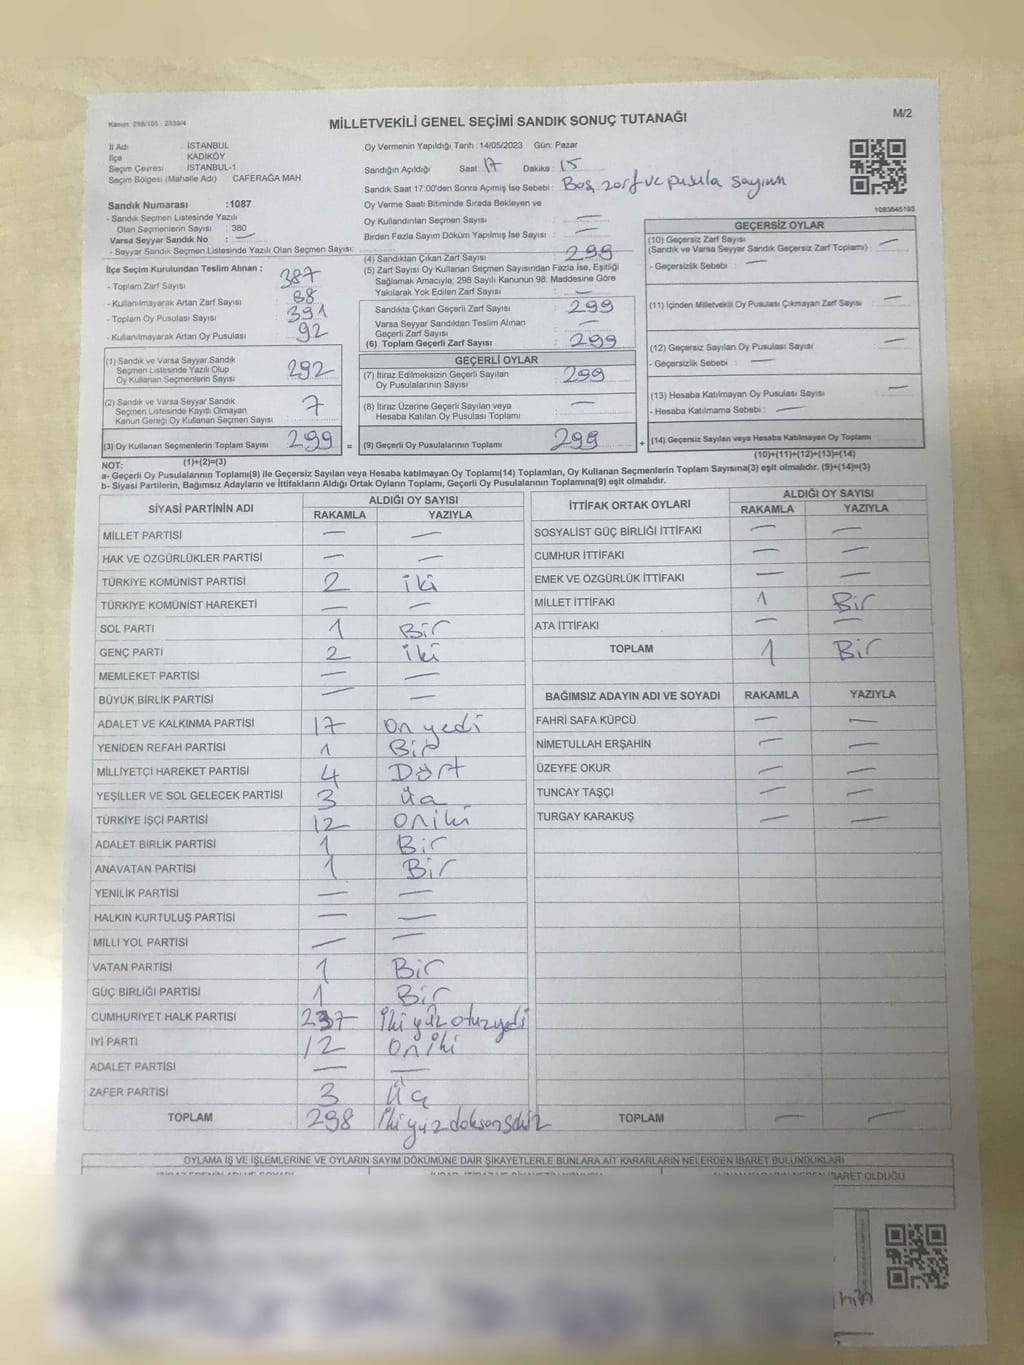 Kanun: 298/105 - 2839/4
MİLLETVEKİLİ GENEL SEÇİMİ SANDIK SONUÇ TUTANAĞI
M/2
İl Adı : İSTANBUL
İlçe : KADIKÖY
Seçim Çevresi : İSTANBUL-1
Seçim Bölgesi (Mahalle Adı) CAFERAĞA MAH.
Oy Vermenin Yapıldığı Tarih : 14/05/2023 Gün: Pazar
Sandığın Açıldığı Saat: 17 Dakika : 15
Sandık Saat 17:00'den Sonra Açımış İse Sebebi : Boş zarf ve pusula sayımı
1083645193
Sandık Numarası :1087
- Sandık Seçmen Listesinde Yazılı
Olan Seçmenlerin Sayısı : 380
Varsa Seyyar Sandık No : —
- Seyyar Sandık Seçmen Listesinde Yazılı Olan Seçmen Sayısı:
Oy Verme Saati Bitiminde Sırada Bekleyen ve
Oy Kullandırılan Seçmen Sayısı —
Birden Fazla Sayım Döküm Yapılmış İse Sayısı —
(4) Sandıktan Çıkan Zarf Sayısı 299
(5) Zarf Sayısı Oy Kullanan Seçmen Sayısından Fazla İse, Eşitliği
Sağlamak Amacıyla; 298 Sayılı Kanunun 98. Maddesine Göre
Yakılarak Yok Edilen Zarf Sayısı —
İlçe Seçim Kurulundan Teslim Alınan ;
- Toplam Zarf Sayısı 387
- Kullanılmayarak Artan Zarf Sayısı 88
- Toplam Oy Pusulası Sayısı 391
- Kullanılmayarak Artan Oy Pusulası 92
Sandıkta Çıkan Geçerli Zarf Sayısı 299
Varsa Seyyar Sandıktan Teslim Alınan
Geçerli Zarf Sayısı —
(6) Toplam Geçerli Zarf Sayısı 299
GEÇERSİZ OYLAR
(10) Geçersiz Zarf Sayısı —
(Sandık ve Varsa Seyyar Sandık Geçersiz Zarf Toplamı)
- Geçersizlik Sebebi : —
(11) İçinden Milletvekili Oy Pusulası Çıkmayan Zarf Sayısı —
(12) Geçersiz Sayılan Oy Pusulası Sayısı —
- Geçersizlik Sebebi : —
(13) Hesaba Katılmayan Oy Pusulası Sayısı —
- Hesaba Katılmama Sebebi : —
(14) Geçersiz Sayılan veya Hesaba Katılmayan Oy Toplamı
(10)+(11)+(12)+(13)=(14)
(1) Sandık ve Varsa Seyyar Sandık
Seçmen Listesinde Yazılı Olup
Oy Kullanan Seçmenlerin Sayısı 292
(2) Sandık ve Varsa Seyyar Sandık
Seçmen Listesinde Kayıtlı Olmayan
Kanun Gereği Oy Kullanan Seçmen Sayısı 7
(3) Oy Kullanan Seçmenlerin Toplam Sayısı 299 =
(1)+(2)=(3)
GEÇERLİ OYLAR
(7) İtiraz Edilmeksizin Geçerli Sayılan
Oy Pusulalarının Sayısı 299
(8) İtiraz Üzerine Geçerli Sayılan veya
Hesaba Katılan Oy Pusulası Toplamı —
(9) Geçerli Oy Pusulalarının Toplamı 299 +
NOT:
a- Geçerli Oy Pusulalarının Toplamı(9) ile Geçersiz Sayılan veya Hesaba katılmayan Oy Toplamı(14) Toplamları, Oy Kullanan Seçmenlerin Toplam Sayısına(3) eşit olmalıdır. (9)+(14)=(3)
b- Siyasi Partilerin, Bağımsız Adayların ve İttifakların Aldığı Ortak Oyların Toplamı, Geçerli Oy Pusulalarının Toplamına(9) eşit olmalıdır.
SİYASİ PARTİNİN ADI ALDIĞI OY SAYISI
RAKAMLA YAZIYLA
MİLLET PARTİSİ — —
HAK VE ÖZGÜRLÜKLER PARTİSİ — —
TÜRKİYE KOMÜNİST PARTİSİ 2 iki
TÜRKİYE KOMÜNİST HAREKETİ — —
SOL PARTİ 1 Bir
GENÇ PARTİ 2 iki
MEMLEKET PARTİSİ — —
BÜYÜK BİRLİK PARTİSİ — —
ADALET VE KALKINMA PARTİSİ 17 On yedi
YENİDEN REFAH PARTİSİ 1 Bir
MİLLİYETÇİ HAREKET PARTİSİ 4 Dört
YEŞİLLER VE SOL GELECEK PARTİSİ 3 Üç
TÜRKİYE İŞÇİ PARTİSİ 12 Oniki
ADALET BİRLİK PARTİSİ 1 Bir
ANAVATAN PARTİSİ 1 Bir
YENİLİK PARTİSİ — —
HALKIN KURTULUŞ PARTİSİ — —
MİLLİ YOL PARTİSİ — —
VATAN PARTİSİ 1 Bir
GÜÇ BİRLİĞİ PARTİSİ 1 Bir
CUMHURİYET HALK PARTİSİ 237 İki yüz otuzyedi
İYİ PARTİ 12 Oniki
ADALET PARTİSİ — —
ZAFER PARTİSİ 3 Üç
TOPLAM 298 İki yüz doksan sekiz
İTTİFAK ORTAK OYLARI ALDIĞI OY SAYISI
RAKAMLA YAZIYLA
SOSYALİST GÜÇ BİRLİĞİ İTTİFAKI — —
CUMHUR İTTİFAKI — —
EMEK VE ÖZGÜRLÜK İTTİFAKI — —
MİLLET İTTİFAKI 1 Bir
ATA İTTİFAKI — —
TOPLAM 1 Bir
BAĞIMSIZ ADAYIN ADI VE SOYADI RAKAMLA YAZIYLA
FAHRİ SAFA KÜPCÜ — —
NİMETULLAH ERŞAHİN — —
ÜZEYFE OKUR — —
TUNCAY TAŞÇI — —
TURGAY KARAKUŞ — —
TOPLAM — —
OYLAMA İŞ VE İŞLEMLERİNE VE OYLARIN SAYIM DÖKÜMÜNE DAİR ŞİKAYETLERLE BUNLARA AİT KARARLARIN NELERDEN İBARET BULUNDUKLARI
İBARET OLDUĞU